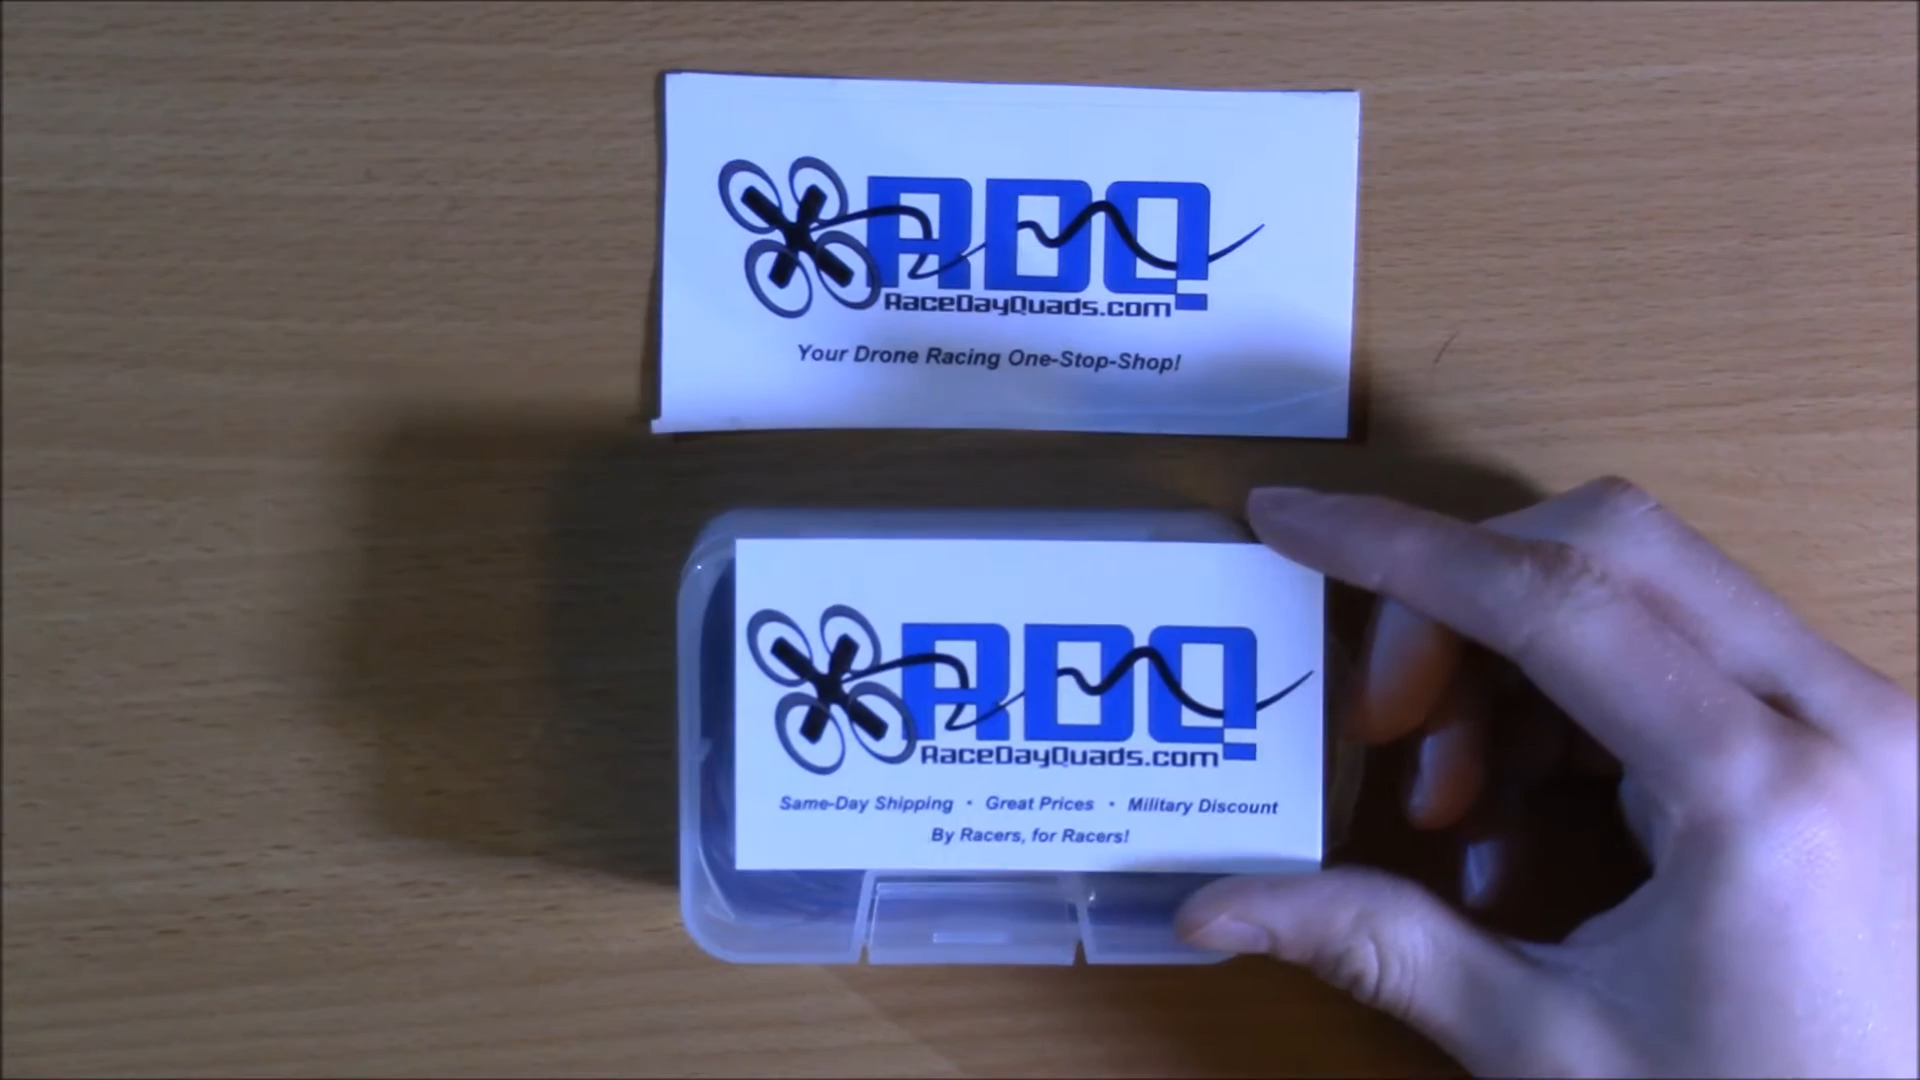 RDQ
RaceDayQuads.com
Your Drone Racing One-Stop-Shop!
RDQ
RaceDayQuads.com
Same-Day Shipping • Great Prices • Military Discount
By Racers, for Racers!